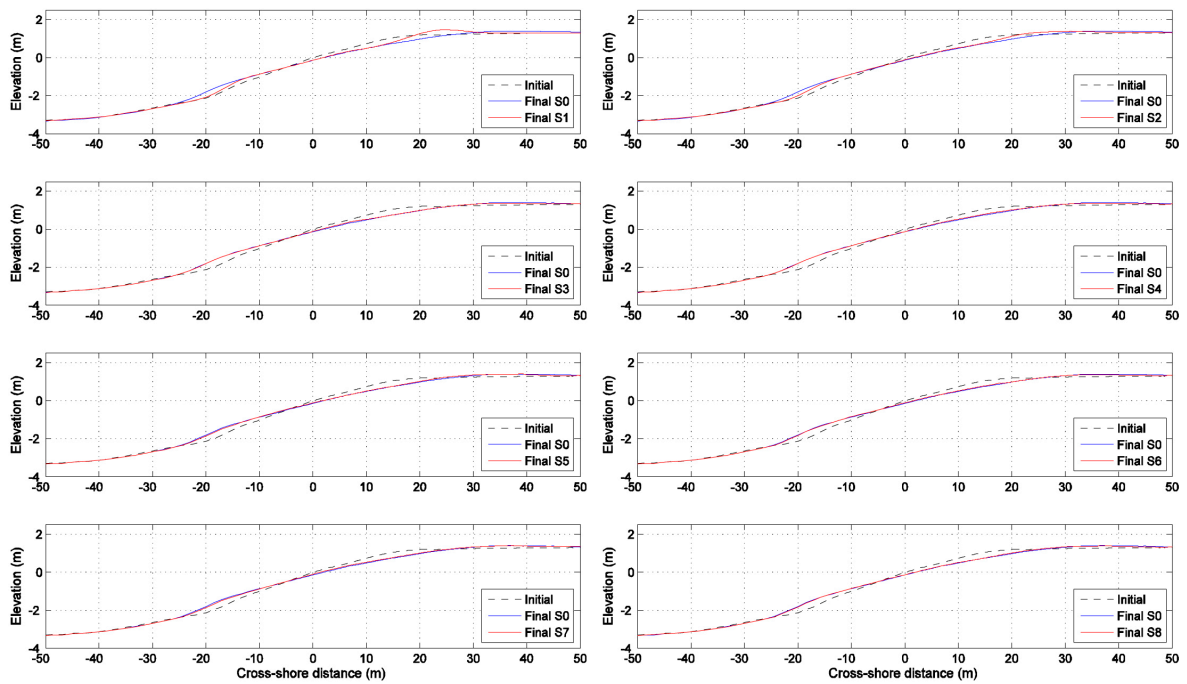 Elevation (m)
2
0
-2
-4
-50 -40 -30 -20 -10 0 10 20 30 40 50
Initial
Final S0
Final S1
Elevation (m)
2
0
-2
-4
-50 -40 -30 -20 -10 0 10 20 30 40 50
Initial
Final S0
Final S2
Elevation (m)
2
0
-2
-4
-50 -40 -30 -20 -10 0 10 20 30 40 50
Initial
Final S0
Final S3
Elevation (m)
2
0
-2
-4
-50 -40 -30 -20 -10 0 10 20 30 40 50
Initial
Final S0
Final S4
Elevation (m)
2
0
-2
-4
-50 -40 -30 -20 -10 0 10 20 30 40 50
Initial
Final S0
Final S5
Elevation (m)
2
0
-2
-4
-50 -40 -30 -20 -10 0 10 20 30 40 50
Initial
Final S0
Final S6
Elevation (m)
2
0
-2
-4
-50 -40 -30 -20 -10 0 10 20 30 40 50
Cross-shore distance (m)
Initial
Final S0
Final S7
Elevation (m)
2
0
-2
-4
-50 -40 -30 -20 -10 0 10 20 30 40 50
Cross-shore distance (m)
Initial
Final S0
Final S8